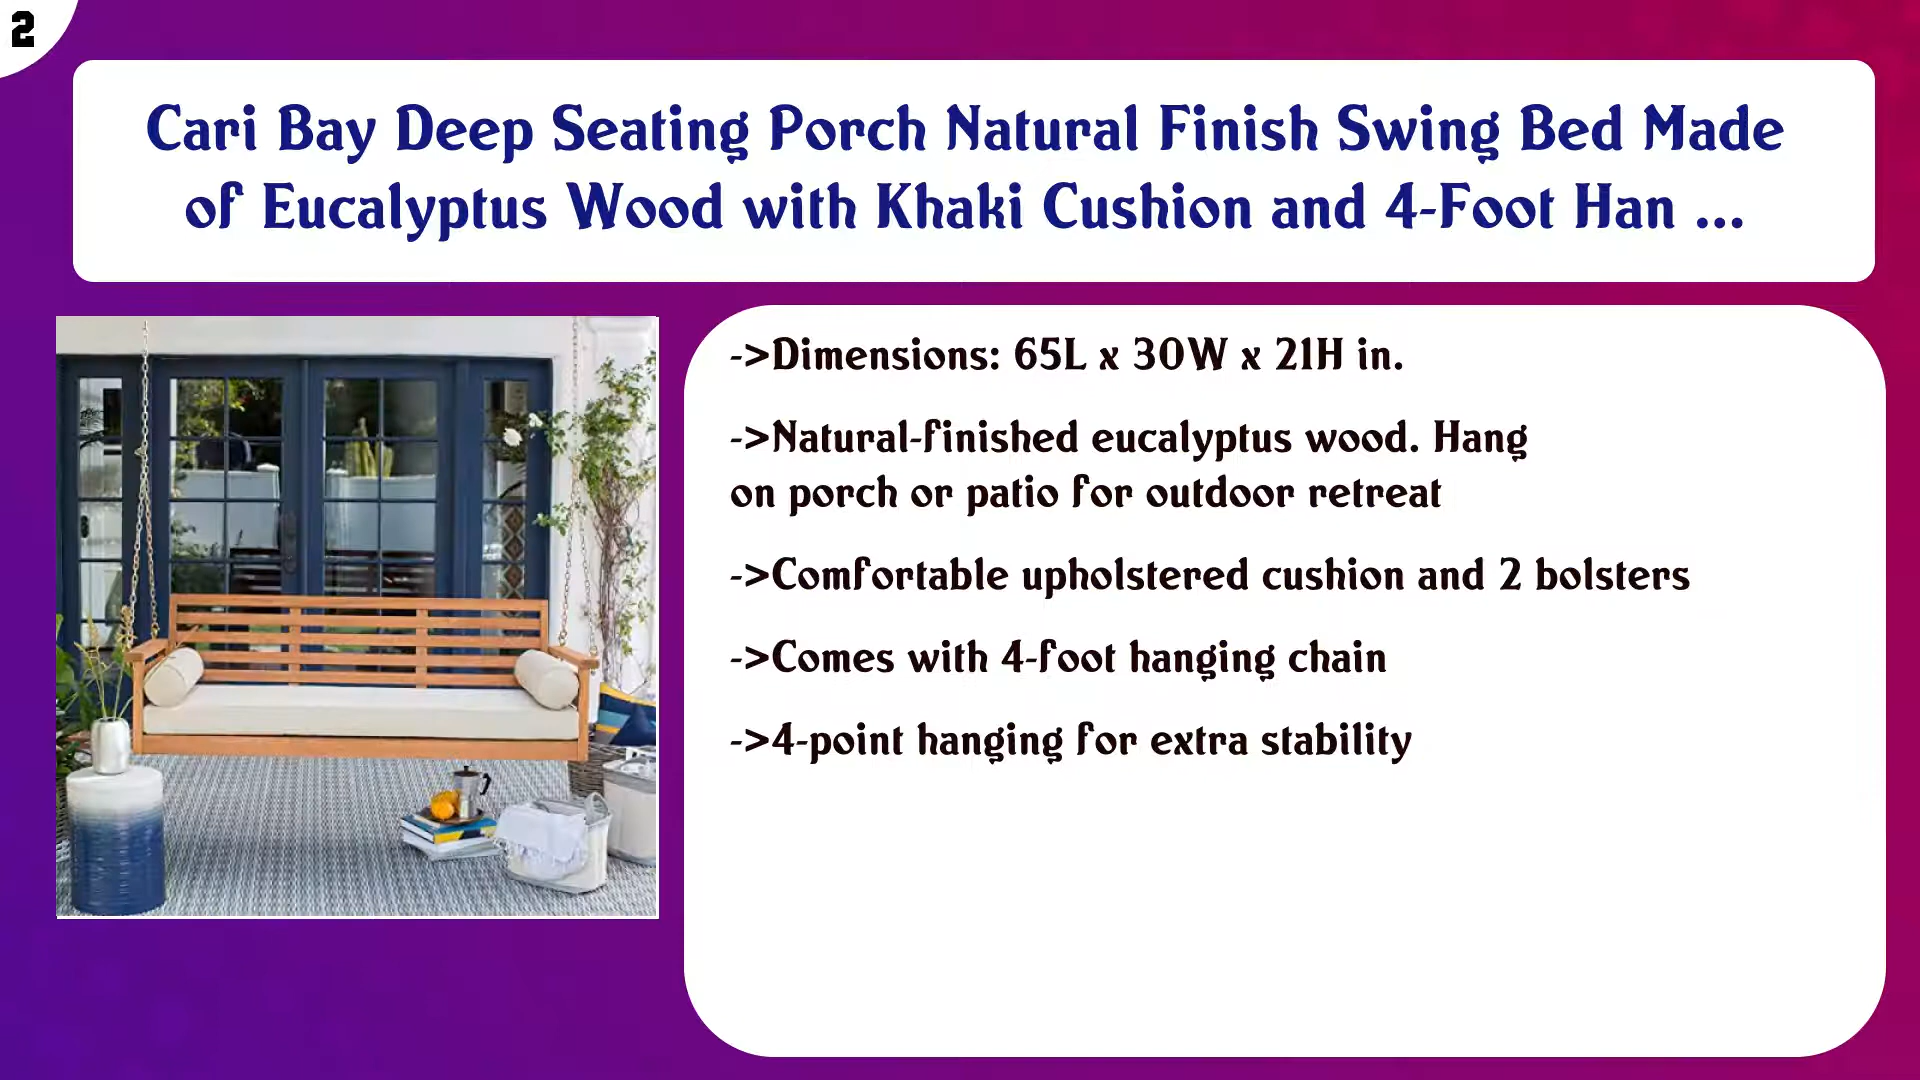 2
Cari Bay Deep Seating Porch Natural Finish Swing Bed Made
of Eucalyptus Wood with Khaki Cushion and 4-Foot Han ...
->Dimensions: 65L x 30W x 21H in.
->Natural-finished eucalyptus wood. Hang
on porch or patio for outdoor retreat
->Comfortable upholstered cushion and 2 bolsters
->Comes with 4-foot hanging chain
->4-point hanging for extra stability